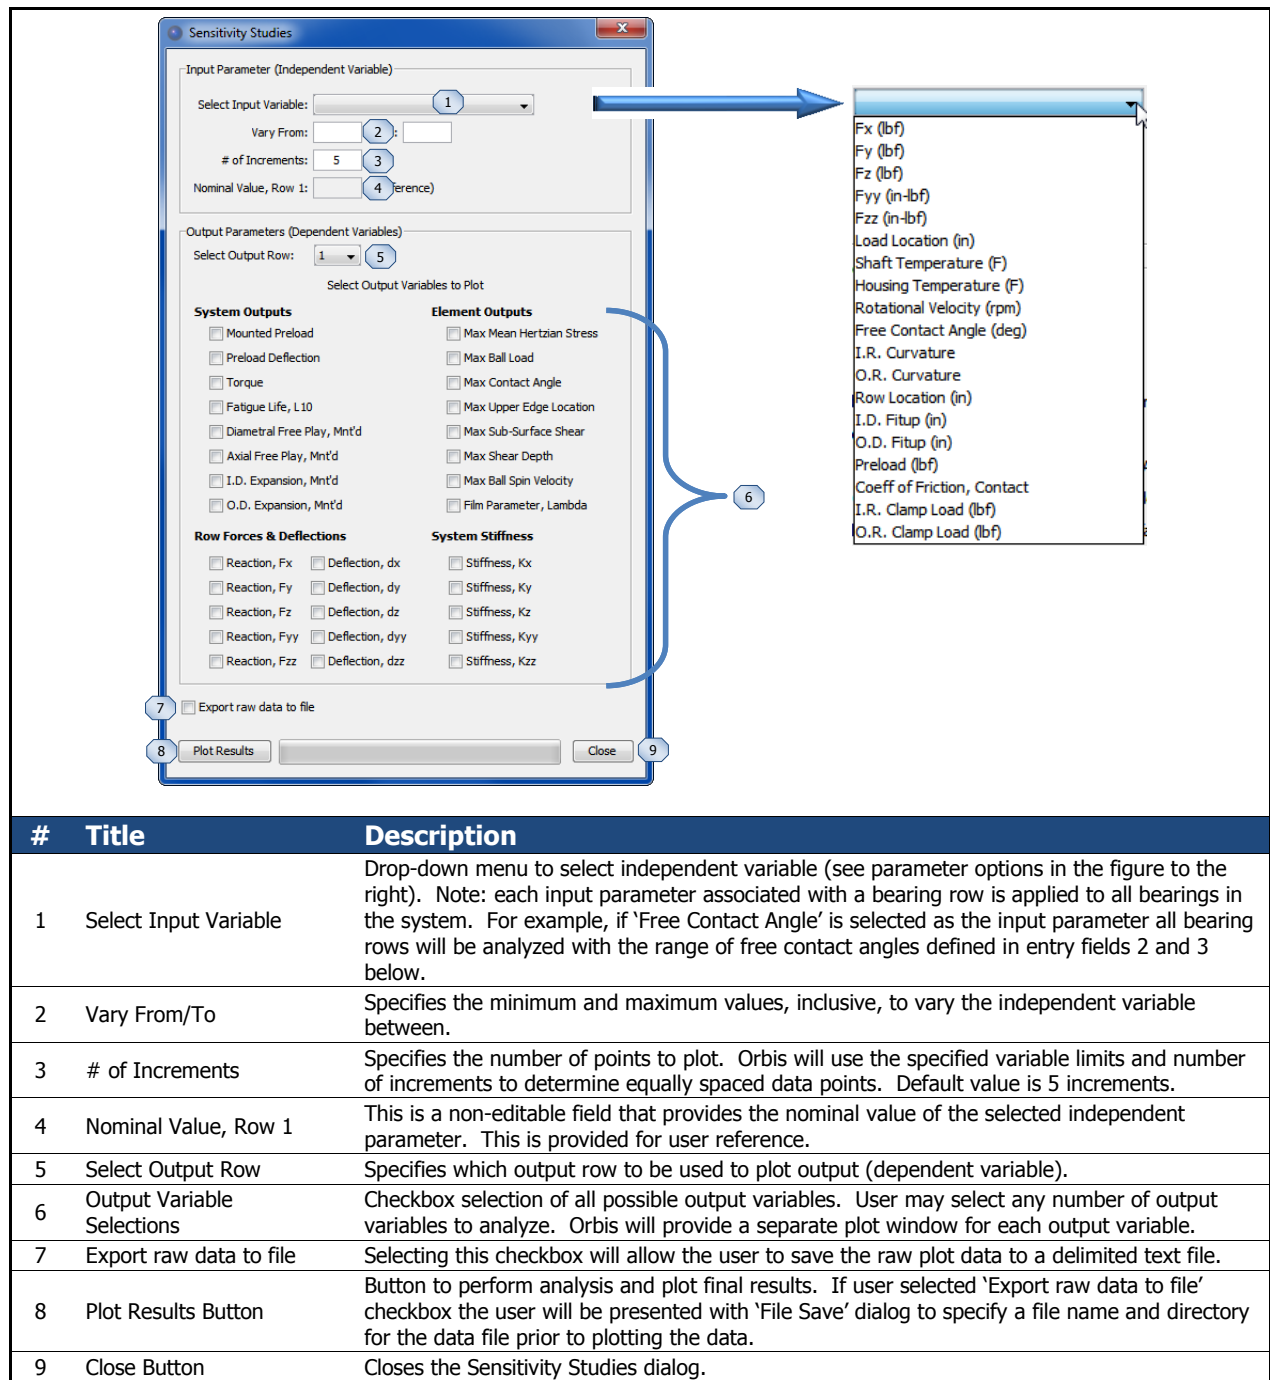 Sensitivity Studies
x
Input Parameter (Independent Variable)
Select Input Variable:
1
Vary From:
2
:
# of Increments:
5
3
Nominal Value, Row 1:
4
erence)
Output Parameters (Dependent Variables)
Select Output Row:
1
5
Select Output Variables to Plot
System Outputs
Mounted Preload
Preload Deflection
Torque
Fatigue Life, L10
Diametral Free Play, Mnt'd
Axial Free Play, Mnt'd
I.D. Expansion, Mnt'd
O.D. Expansion, Mnt'd
Element Outputs
Max Mean Hertzian Stress
Max Ball Load
Max Contact Angle
Max Upper Edge Location
Max Sub-Surface Shear
Max Shear Depth
Max Ball Spin Velocity
Film Parameter, Lambda
6
Row Forces & Deflections
Reaction, Fx Deflection, dx
Reaction, Fy Deflection, dy
Reaction, Fz Deflection, dz
Reaction, Fyy Deflection, dyy
Reaction, Fzz Deflection, dzz
System Stiffness
Stiffness, Kx
Stiffness, Ky
Stiffness, Kz
Stiffness, Kyy
Stiffness, Kzz
7
Export raw data to file
8
Plot Results
Close
9
Fx (lbf)
Fy (lbf)
Fz (lbf)
Fyy (in-lbf)
Fzz (in-lbf)
Load Location (in)
Shaft Temperature (F)
Housing Temperature (F)
Rotational Velocity (rpm)
Free Contact Angle (deg)
I.R. Curvature
O.R. Curvature
Row Location (in)
I.D. Fitup (in)
O.D. Fitup (in)
Preload (lbf)
Coeff of Friction, Contact
I.R. Clamp Load (lbf)
O.R. Clamp Load (lbf)
# Title Description
1 Select Input Variable
Drop-down menu to select independent variable (see parameter options in the figure to the
right). Note: each input parameter associated with a bearing row is applied to all bearings in
the system. For example, if ‘Free Contact Angle’ is selected as the input parameter all bearing
rows will be analyzed with the range of free contact angles defined in entry fields 2 and 3
below.
2 Vary From/To
Specifies the minimum and maximum values, inclusive, to vary the independent variable
between.
3 # of Increments
Specifies the number of points to plot. Orbis will use the specified variable limits and number
of increments to determine equally spaced data points. Default value is 5 increments.
4 Nominal Value, Row 1
This is a non-editable field that provides the nominal value of the selected independent
parameter. This is provided for user reference.
5 Select Output Row Specifies which output row to be used to plot output (dependent variable).
6 Output Variable
Selections
Checkbox selection of all possible output variables. User may select any number of output
variables to analyze. Orbis will provide a separate plot window for each output variable.
7 Export raw data to file Selecting this checkbox will allow the user to save the raw plot data to a delimited text file.
8 Plot Results Button
Button to perform analysis and plot final results. If user selected ‘Export raw data to file’
checkbox the user will be presented with ‘File Save’ dialog to specify a file name and directory
for the data file prior to plotting the data.
9 Close Button Closes the Sensitivity Studies dialog.